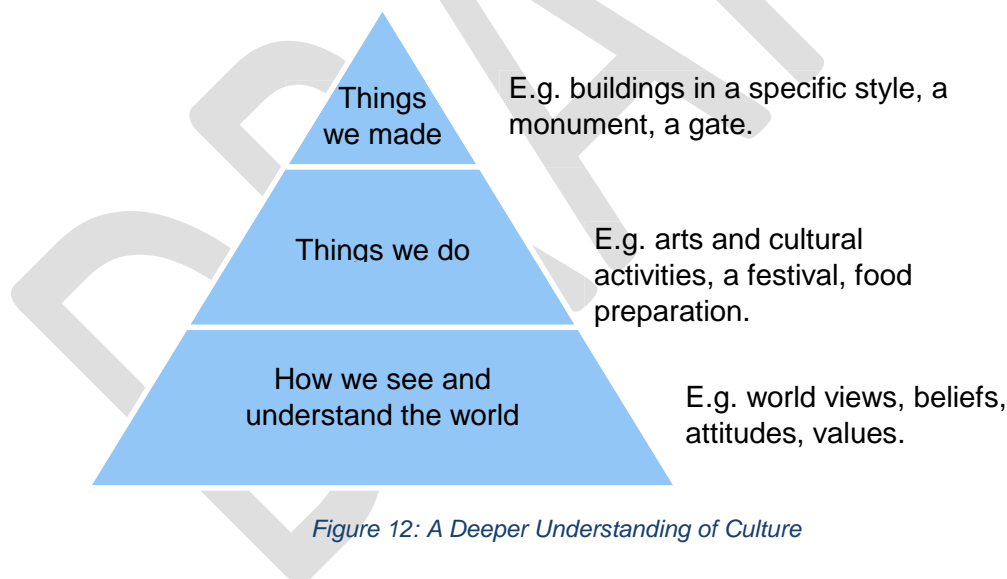 Things
we made
E.g. buildings in a specific style, a
monument, a gate.
Things we do
E.g. arts and cultural
activities, a festival, food
preparation.
How we see and
understand the world
E.g. world views, beliefs,
attitudes, values.
Figure 12: A Deeper Understanding of Culture